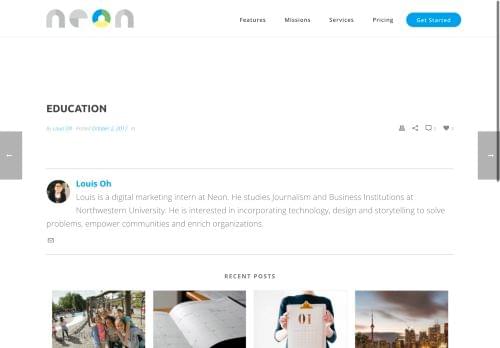 neon
Features Missions Services Pricing Get Started
EDUCATION
By Louis Oh Posted October 2, 2017 In
0 0
← →
Louis Oh
Louis is a digital marketing intern at Neon. He studies Journalism and Business Institutions at
Northwestern University. He is interested in incorporating technology, design and storytelling to solve
problems, empower communities and enrich organizations.
RECENT POSTS
01